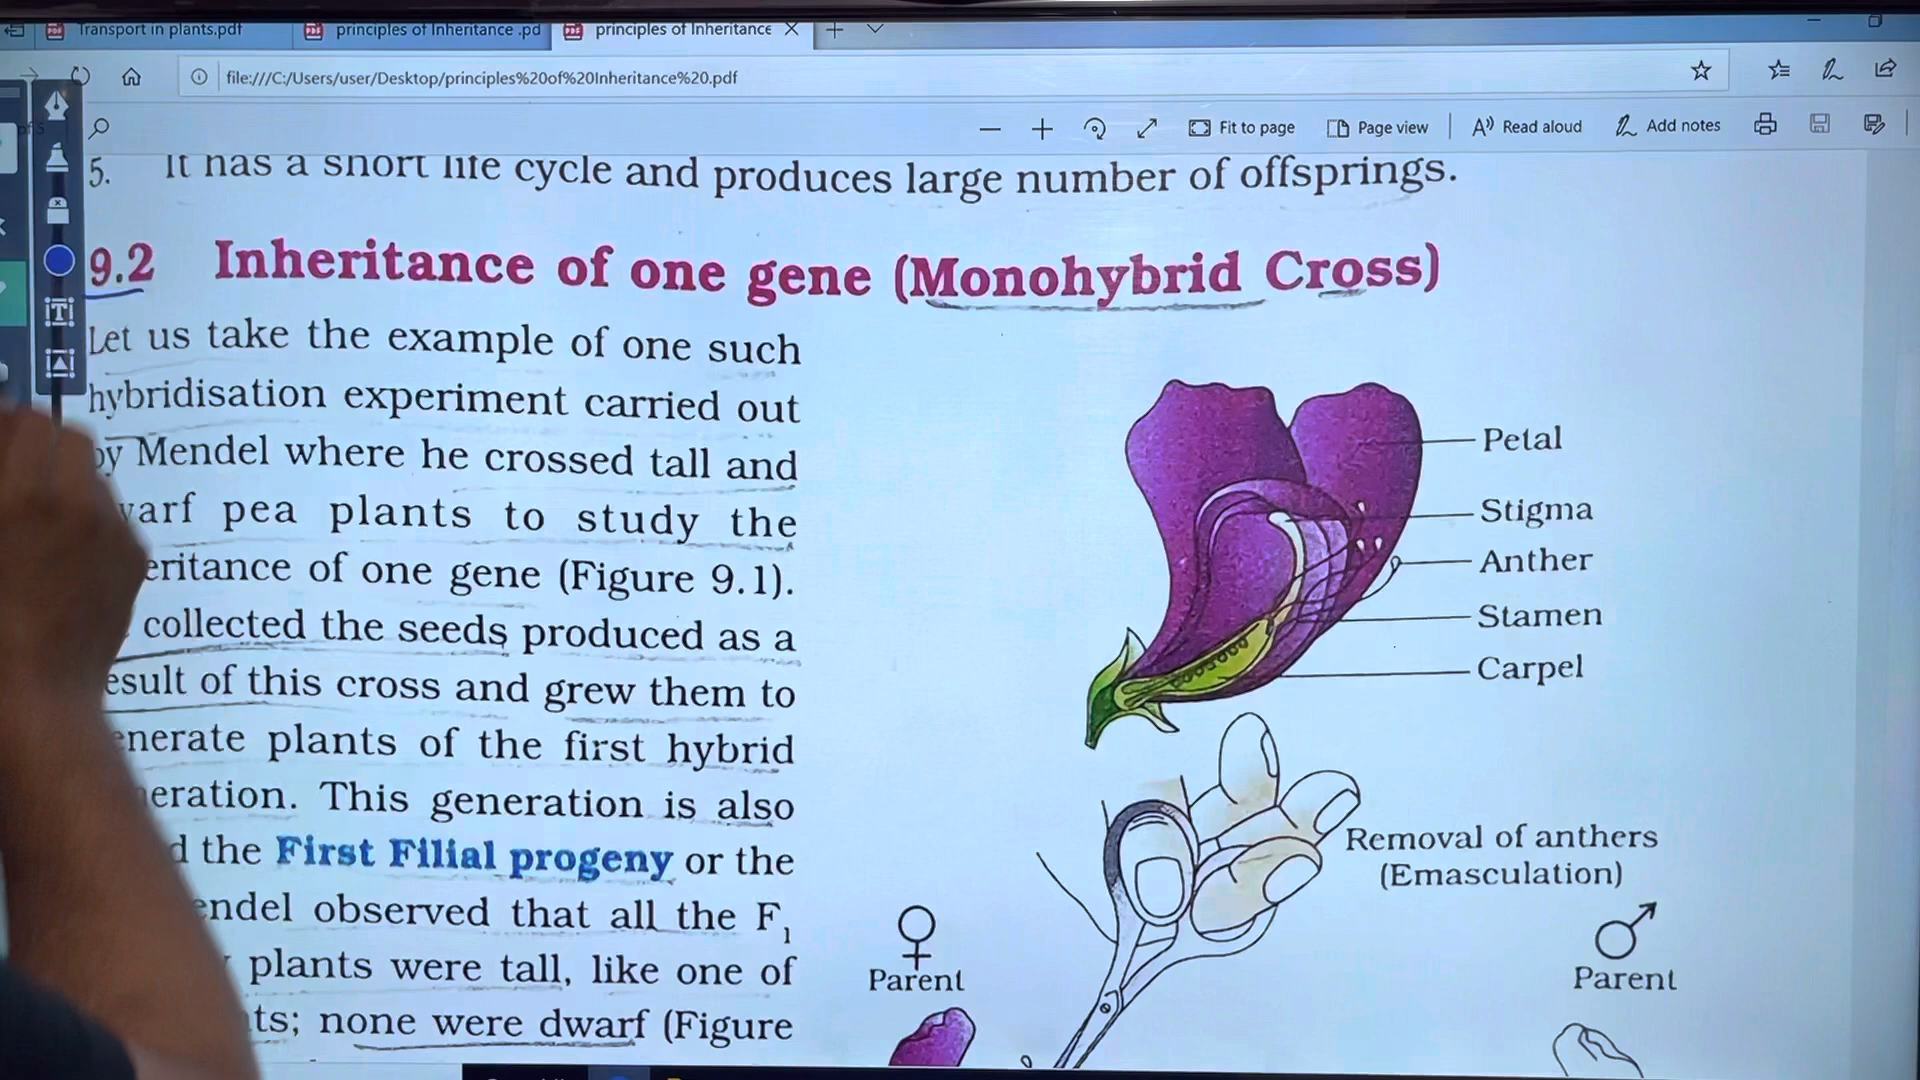 Transport in plants.pdf
principles of Inheritance .pd
principles of Inheritance
file:///C:/Users/user/Desktop/principles%20of%20Inheritance%20.pdf
Fit to page
Page view
Read aloud
Add notes
5. It has a short life cycle and produces large number of offsprings.
9.2 Inheritance of one gene (Monohybrid Cross)
Let us take the example of one such
hybridisation experiment carried out
by Mendel where he crossed tall and
warf pea plants to study the
eritance of one gene (Figure 9.1).
collected the seeds produced as a
esult of this cross and grew them to
enerate plants of the first hybrid
eration. This generation is also
d the First Filial progeny or the
endel observed that all the F1
plants were tall, like one of
ts; none were dwarf (Figure
Petal
Stigma
Anther
Stamen
Carpel
Removal of anthers
(Emasculation)
Parent
Parent